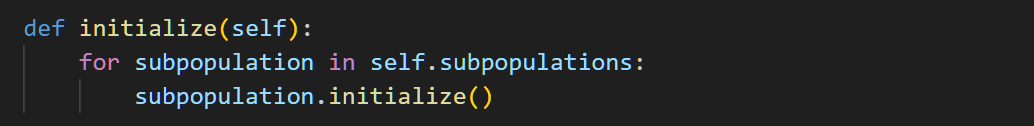 def initialize(self):
    for subpopulation in self.subpopulations:
        subpopulation.initialize()